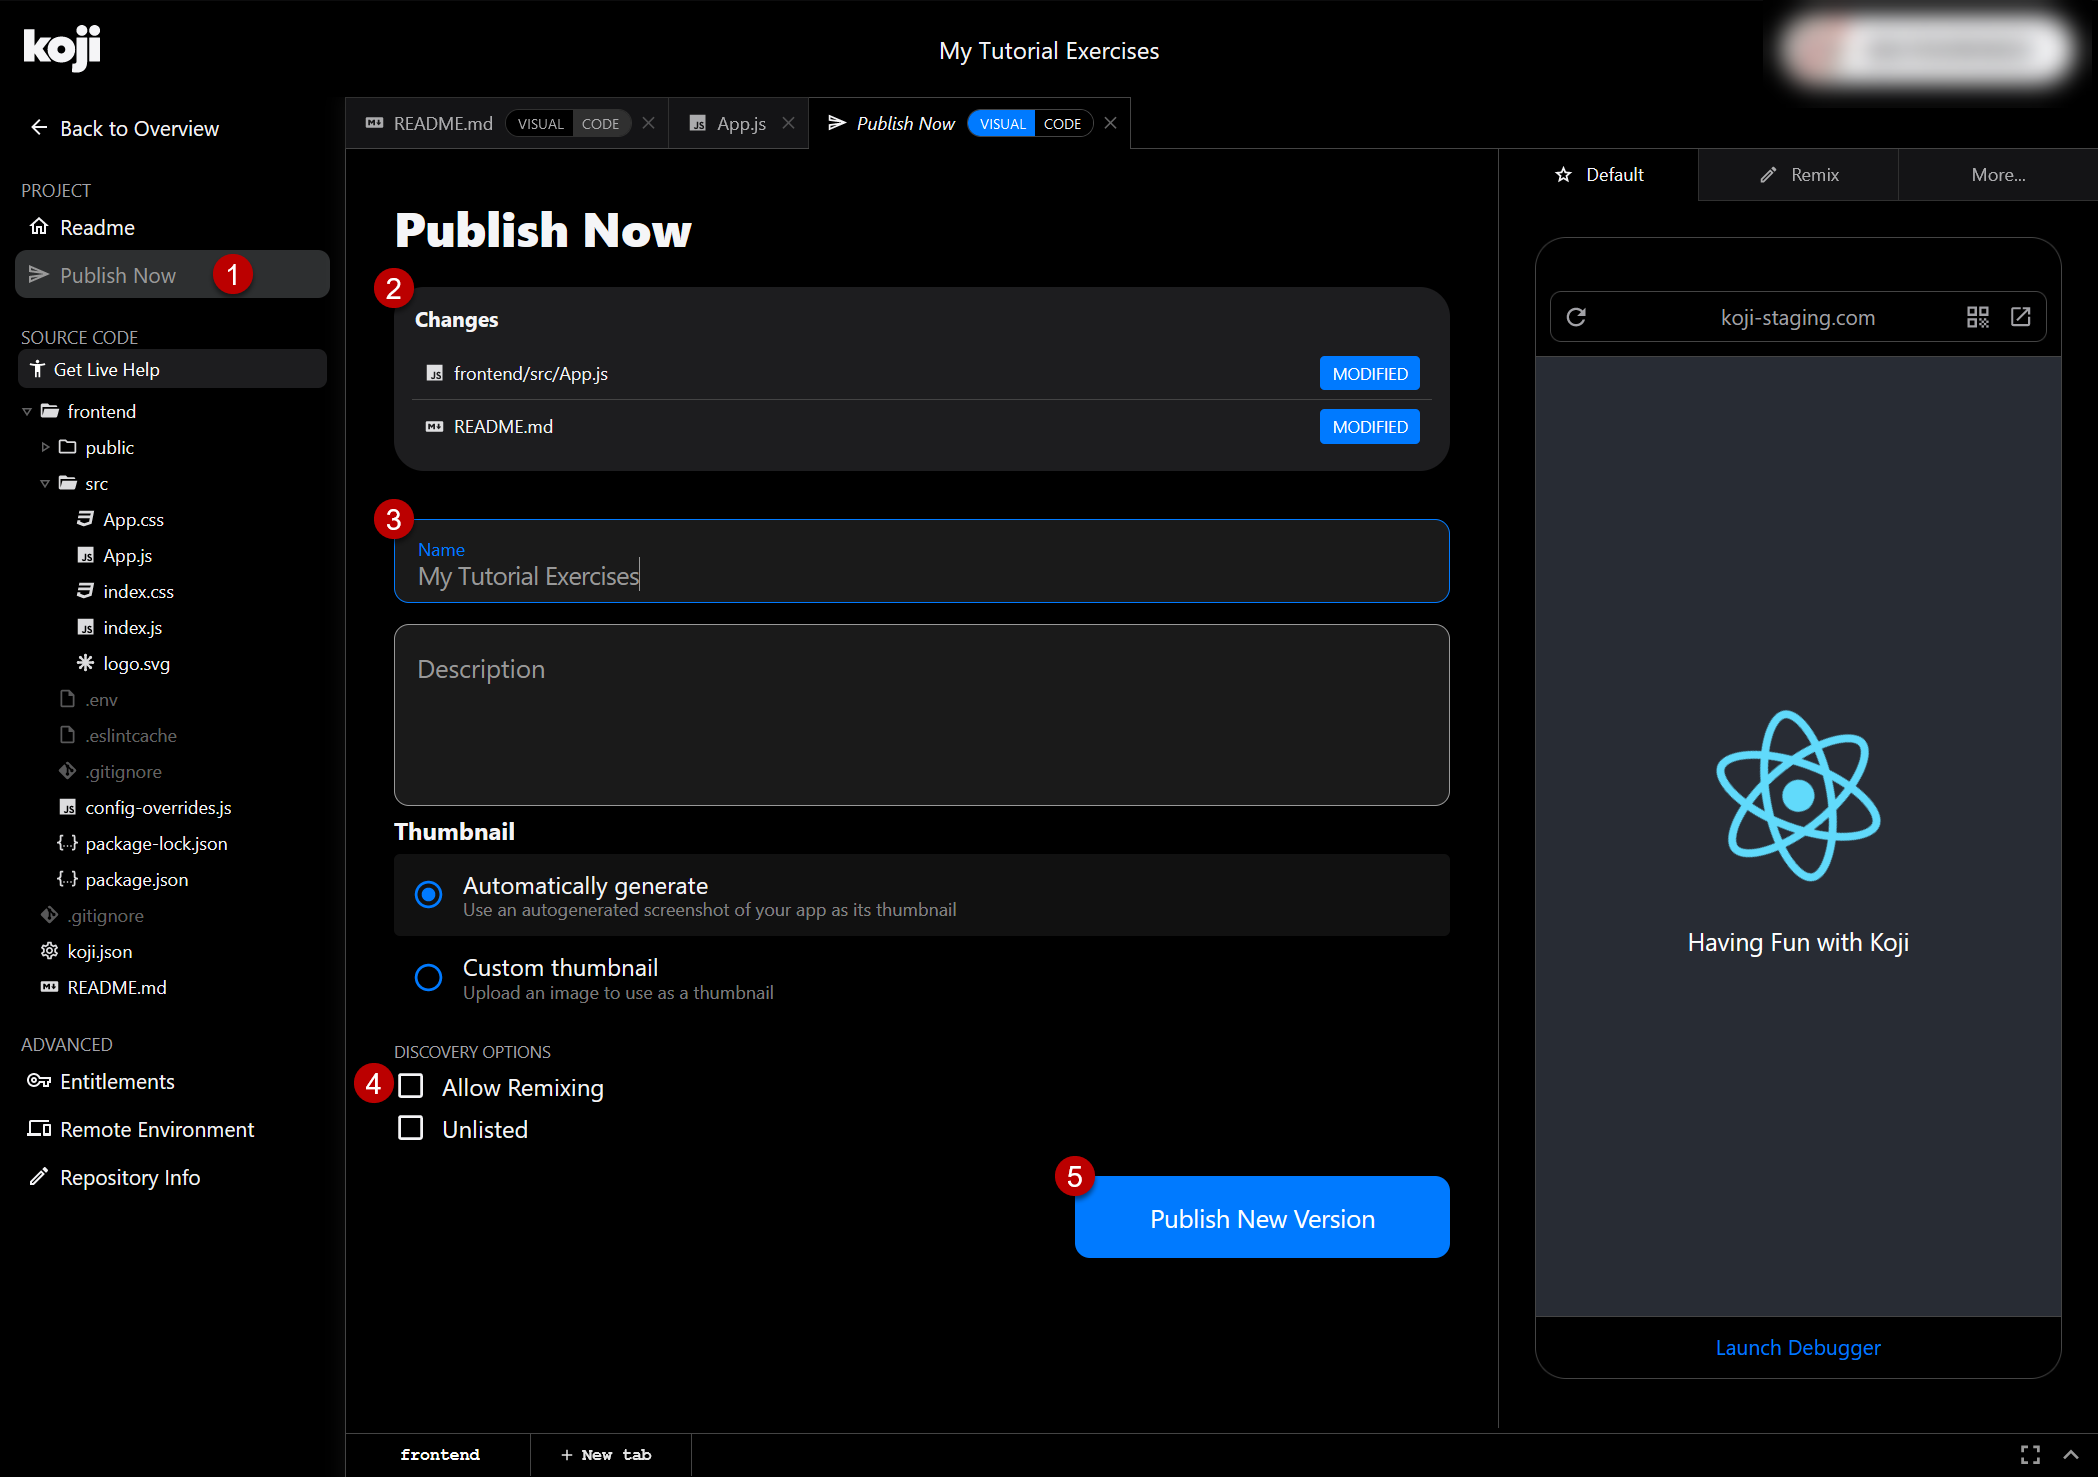 koji
My Tutorial Exercises
Back to Overview
PROJECT
Readme
Publish Now 1
SOURCE CODE
Get Live Help
frontend
public
src
App.css
App.js
index.css
index.js
logo.svg
.env
.eslintcache
.gitignore
config-overrides.js
package-lock.json
package.json
.gitignore
koji.json
README.md
ADVANCED
Entitlements
Remote Environment
Repository Info
README.md VISUAL CODE
App.js
Publish Now VISUAL CODE
Publish Now
2
Changes
frontend/src/App.js MODIFIED
README.md MODIFIED
3
Name
My Tutorial Exercises
Description
Thumbnail
Automatically generate
Use an autogenerated screenshot of your app as its thumbnail
Custom thumbnail
Upload an image to use as a thumbnail
DISCOVERY OPTIONS
4 Allow Remixing
Unlisted
5
Publish New Version
Default
Remix
More...
koji-staging.com
Having Fun with Koji
Launch Debugger
frontend
+ New tab